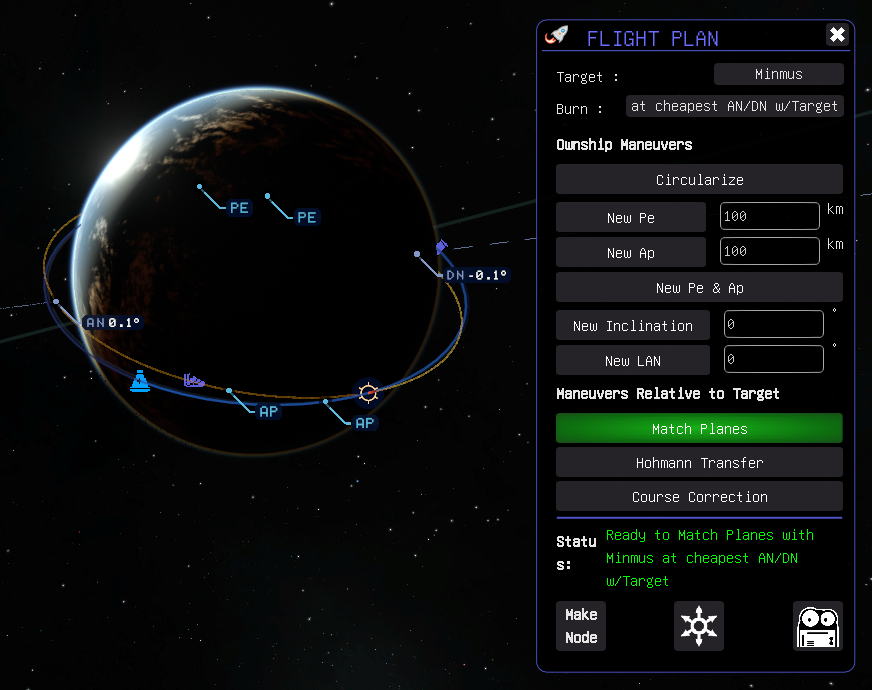 FLIGHT PLAN
Target : Minmus
Burn : at cheapest AN/DN w/Target
Ownship Maneuvers
Circularize
New Pe 100 km
New Ap 100 km
New Pe & Ap
New Inclination 0 °
New LAN 0 °
Maneuvers Relative to Target
Match Planes
Hohmann Transfer
Course Correction
Statu
s:
Ready to Match Planes with
Minmus at cheapest AN/DN
w/Target
Make
Node
PE
PE
DN -0.1°
AN 0.1°
AP
AP